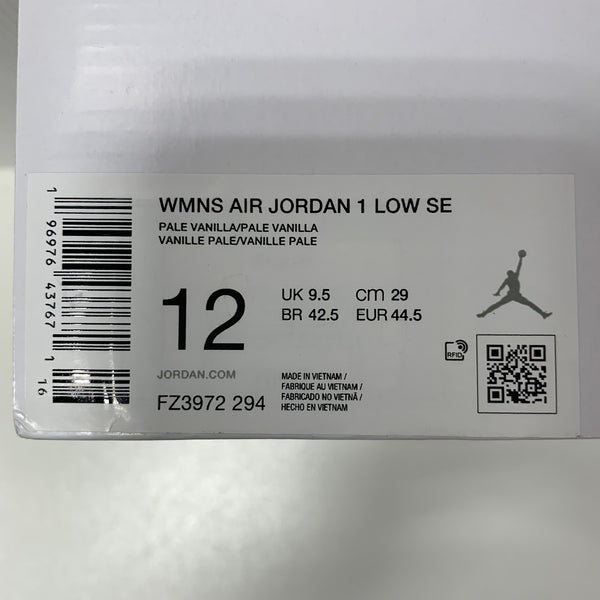 WMNS AIR JORDAN 1 LOW SE
PALE VANILLA/PALE VANILLA
VANILLE PALE/VANILLE PALE
12
UK 9.5 cm 29
BR 42.5 EUR 44.5
JORDAN.COM
FZ3972 294
MADE IN VIETNAM /
FABRIQUE AU VIETNAM /
FABRICADO NO VIETNÃ /
HECHO EN VIETNAM
RFID
1 96976 43767 1
16